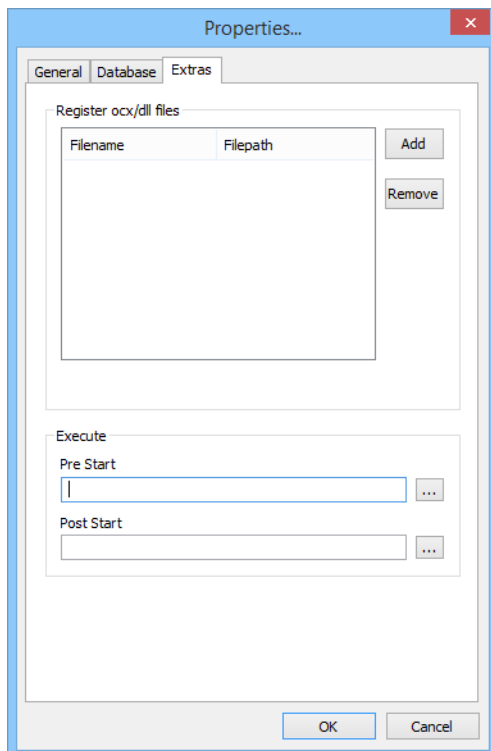 Properties...
General Database Extras
Register ocx/dll files
Filename Filepath Add
Remove
Execute
Pre Start
...
Post Start
...
OK Cancel